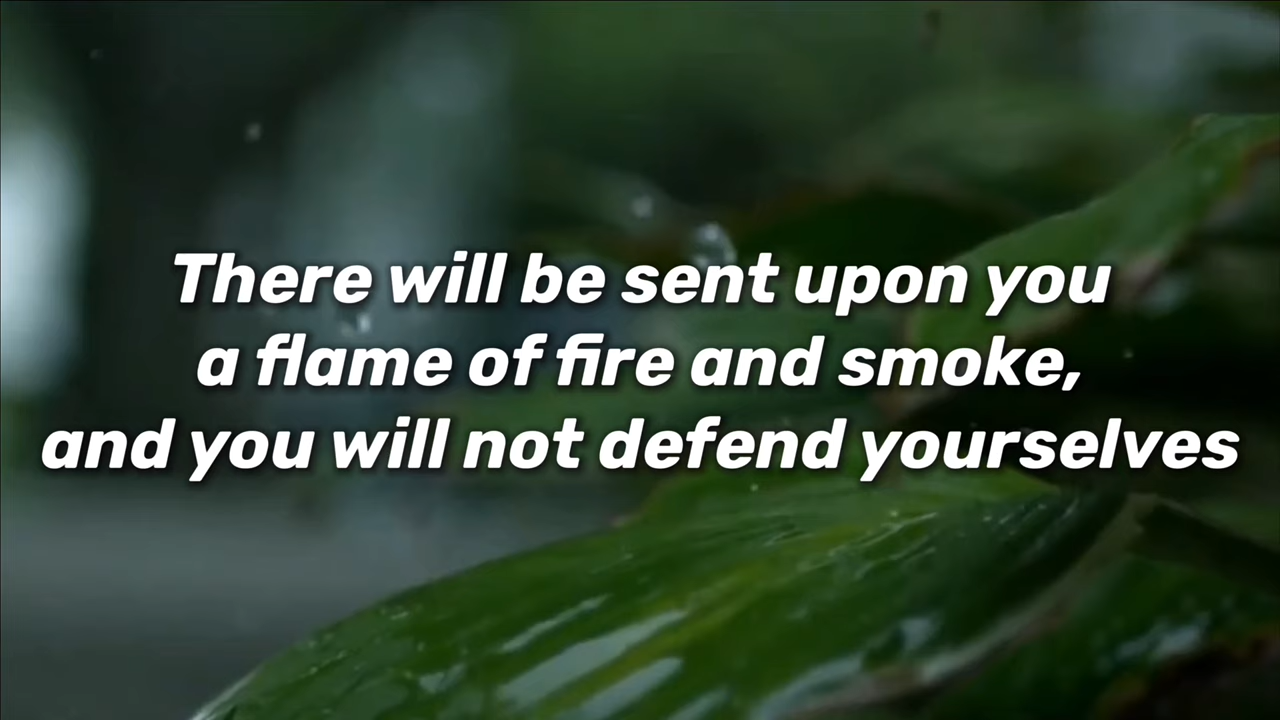 There will be sent upon you
a flame of fire and smoke,
and you will not defend yourselves